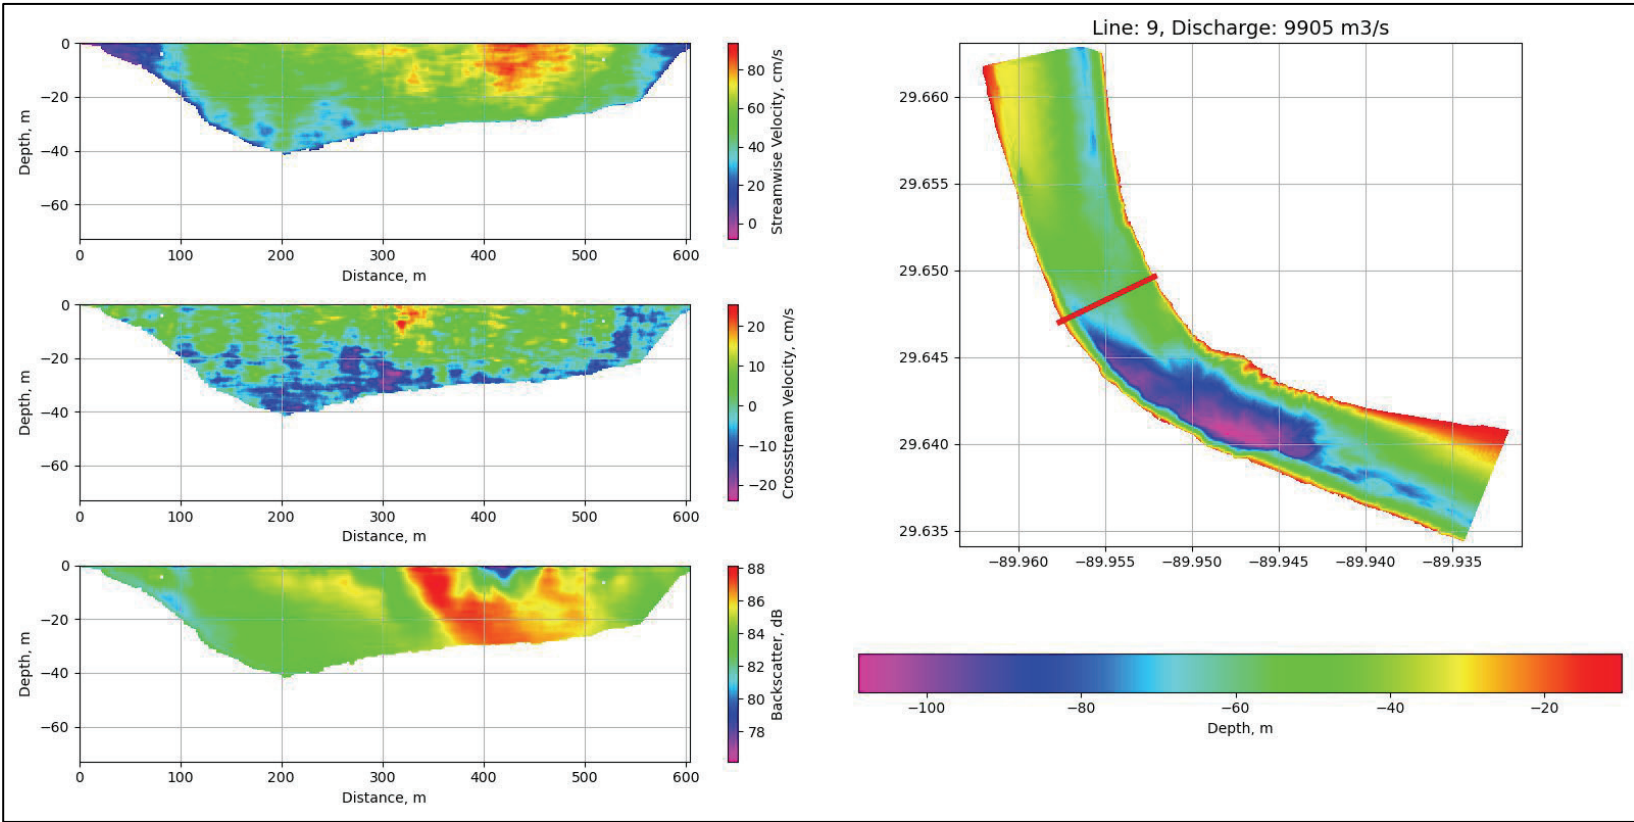 0
−20
−40
−60
Depth, m
0 100 200 300 400 500 600
Distance, m
80
60
40
20
0
Streamwise Velocity, cm/s
0
−20
−40
−60
Depth, m
0 100 200 300 400 500 600
Distance, m
20
10
0
−10
−20
Crossstream Velocity, cm/s
0
−20
−40
−60
Depth, m
0 100 200 300 400 500 600
Distance, m
88
86
84
82
80
78
Backscatter, dB
Line: 9, Discharge: 9905 m3/s
29.660
29.655
29.650
29.645
29.640
29.635
−89.960 −89.955 −89.950 −89.945 −89.940 −89.935
−100 −80 −60 −40 −20
Depth, m